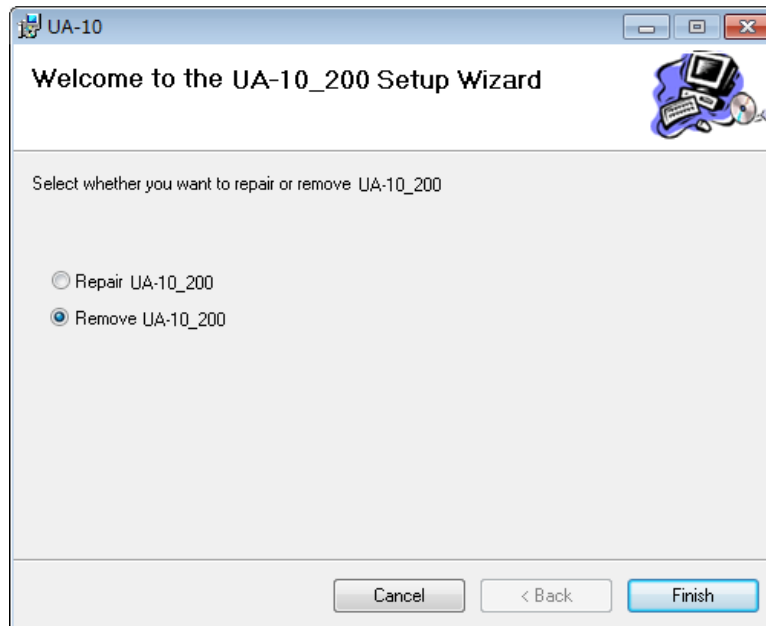 UA-10
Welcome to the UA-10_200 Setup Wizard
Select whether you want to repair or remove UA-10_200
Repair UA-10_200
Remove UA-10_200
Cancel
< Back
Finish